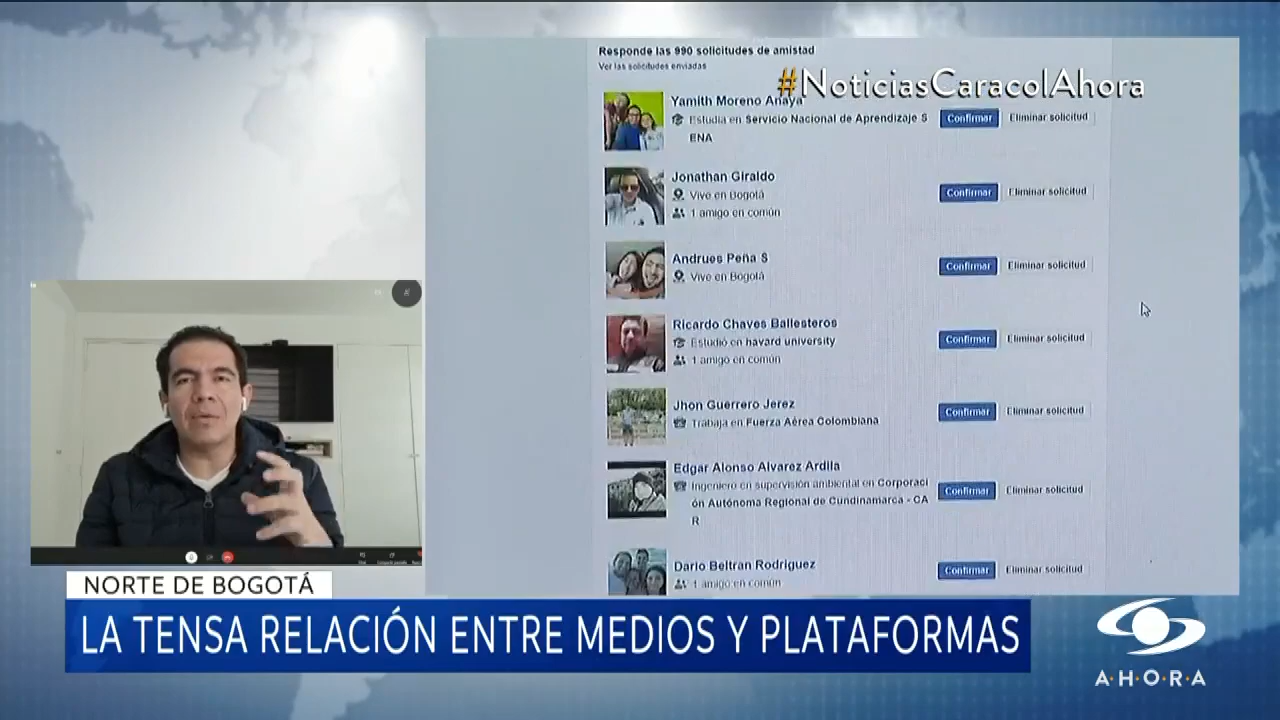 Responde las 990 solicitudes de amistad
Ver las solicitudes enviadas
#NoticiasCaracolAhora
Yamith Moreno Anaya
Estudia en Servicio Nacional de Aprendizaje S
ENA
Confirmar
Eliminar solicitud
Jonathan Giraldo
Vive en Bogotá
1 amigo en común
Confirmar
Eliminar solicitud
Andrues Peña S
Vive en Bogotá
Confirmar
Eliminar solicitud
Ricardo Chaves Ballesteros
Estudió en havard university
1 amigo en común
Confirmar
Eliminar solicitud
Jhon Guerrero Jerez
Trabaja en Fuerza Aérea Colombiana
Confirmar
Eliminar solicitud
Edgar Alonso Alvarez Ardila
Ingeniero en supervisión ambiental en Corporaci
ón Autónoma Regional de Cundinamarca - CA
R
Confirmar
Eliminar solicitud
Dario Beltran Rodriguez
1 amigo en común
Confirmar
Eliminar solicitud
NORTE DE BOGOTÁ
LA TENSA RELACIÓN ENTRE MEDIOS Y PLATAFORMAS
A·H·O·R·A